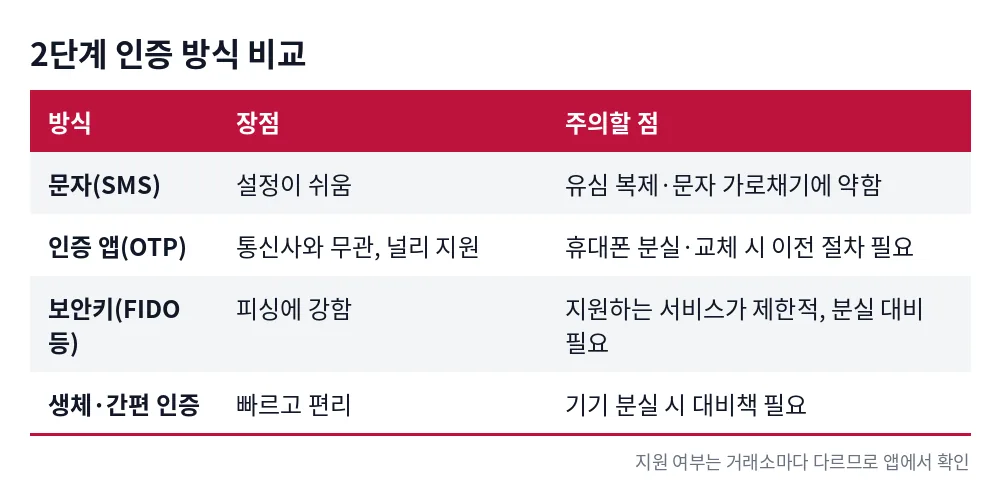 2단계 인증 방식 비교
방식 장점 주의할 점
문자(SMS) 설정이 쉬움 유심 복제·문자 가로채기에 약함
인증 앱(OTP) 통신사와 무관, 널리 지원 휴대폰 분실·교체 시 이전 절차 필요
보안키(FIDO 피싱에 강함 지원하는 서비스가 제한적, 분실 대비
등) 필요
생체·간편 인증 빠르고 편리 기기 분실 시 대비책 필요
지원 여부는 거래소마다 다르므로 앱에서 확인